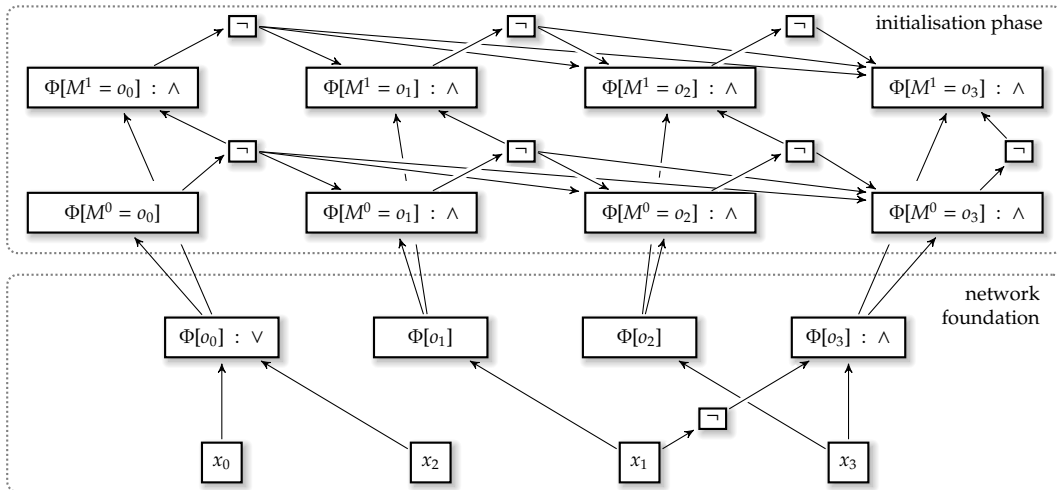 ¬ ¬ ¬ initialisation phase
Φ[M¹ = o₀] : ∧ Φ[M¹ = o₁] : ∧ Φ[M¹ = o₂] : ∧ Φ[M¹ = o₃] : ∧
¬ ¬ ¬ ¬
Φ[M⁰ = o₀] Φ[M⁰ = o₁] : ∧ Φ[M⁰ = o₂] : ∧ Φ[M⁰ = o₃] : ∧
network
foundation
Φ[o₀] : ∨ Φ[o₁] Φ[o₂] Φ[o₃] : ∧
¬
x₀ x₂ x₁ x₃